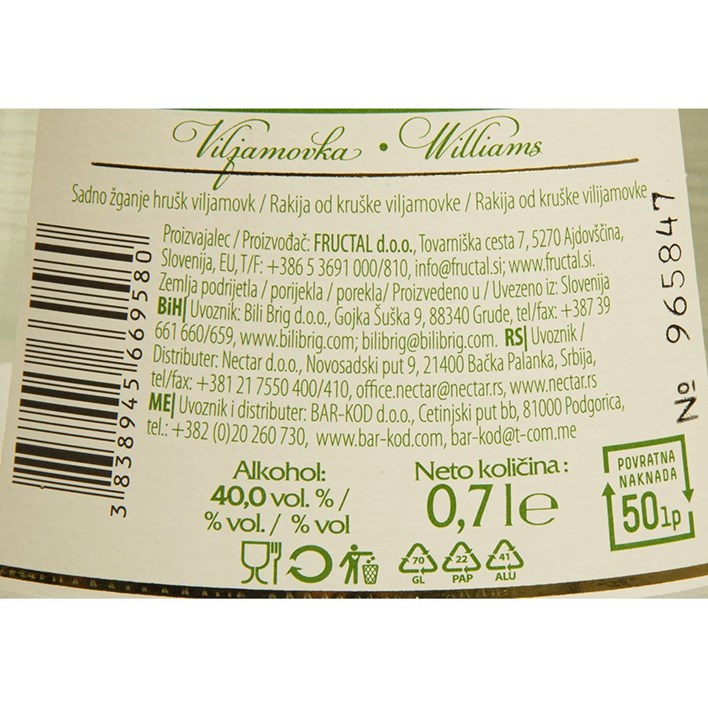 Viljamovka • Williams
Sadno žganje hrušk viljamovk / Rakija od kruške viljamovke / Rakija od kruške vilijamovke
Proizvajalec / Proizvođač: FRUCTAL d.o.o., Tovarniška cesta 7, 5270 Ajdovščina,
Slovenija, EU, T/F: +386 5 3691 000/810, info@fructal.si; www.fructal.si.
Zemlja podrijetla / porijekla / porekla/ Proizvedeno u / Uvezeno iz: Slovenija
BiH| Uvoznik: Bili Brig d.o.o., Gojka Šuška 9, 88340 Grude, tel/fax: +387 39
661 660/659, www.bilibrig.com; bilibrig@bilibrig.com. RS| Uvoznik /
Distributer: Nectar d.o.o., Novosadski put 9, 21400 Bačka Palanka, Srbija,
tel/fax: +381 21 7550 400/410, office.nectar@nectar.rs, www.nectar.rs
ME| Uvoznik i distributer: BAR-KOD d.o.o., Cetinjski put bb, 81000 Podgorica,
tel.: +382 (0)20 260 730, www.bar-kod.com, bar-kod@t-com.me
3838945669580
№ 965847
Alkohol:
40,0 vol. % /
% vol. / % vol
Neto količina:
0,7 l e
POVRATNA
NAKNADA
50 lp
70
GL
22
PAP
41
ALU